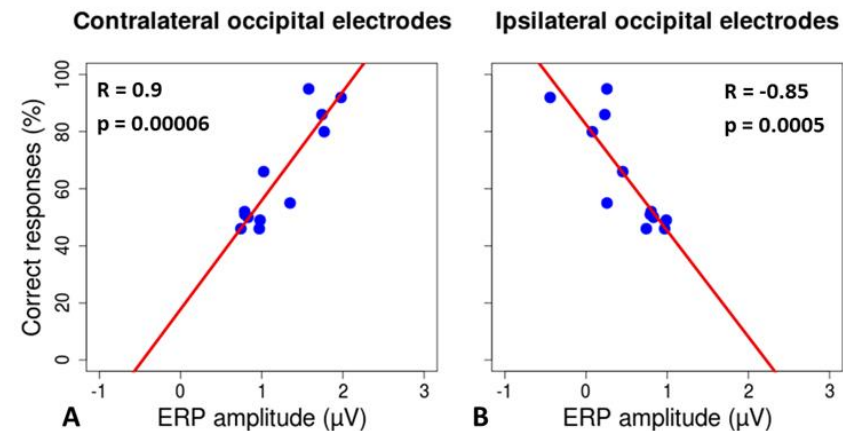 Contralateral occipital electrodes
R = 0.9
p = 0.00006
Correct responses (%)
100
80
60
40
20
0
-1 0 1 2 3
A
ERP amplitude (µV)
Ipsilateral occipital electrodes
R = -0.85
p = 0.0005
-1 0 1 2 3
B
ERP amplitude (µV)